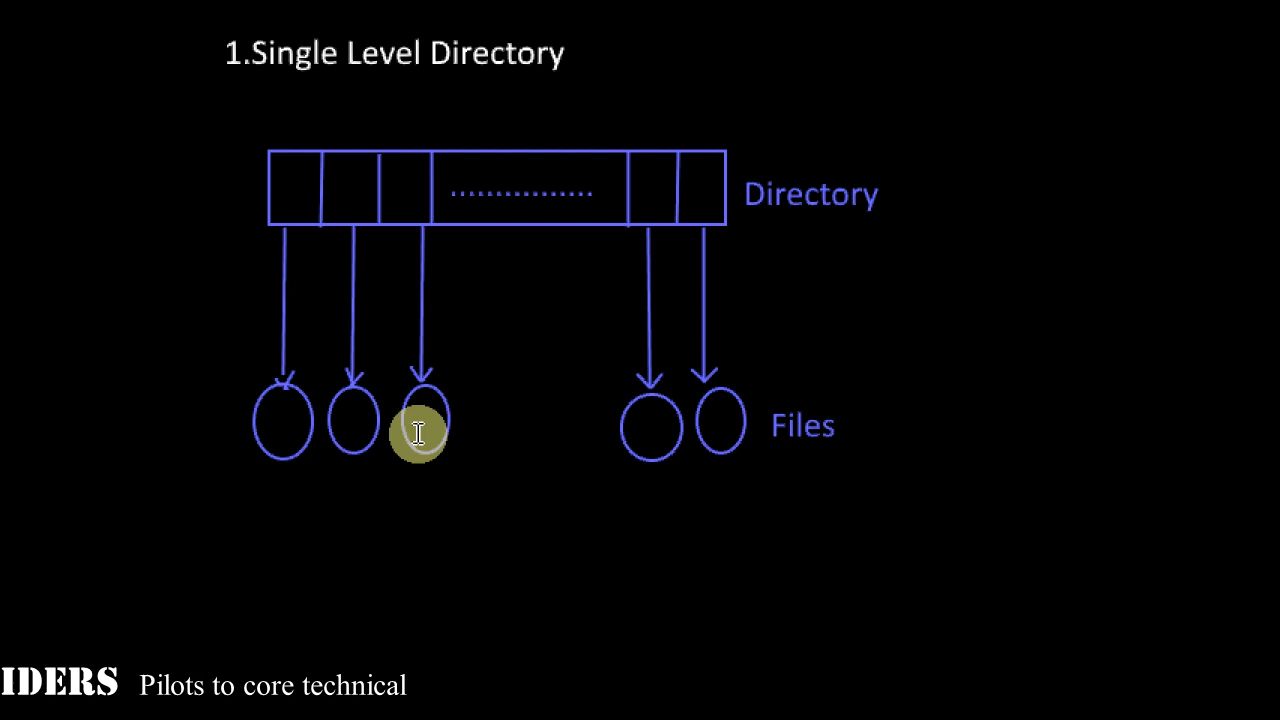 1.Single Level Directory
................
Directory
Files
IDERS Pilots to core technical